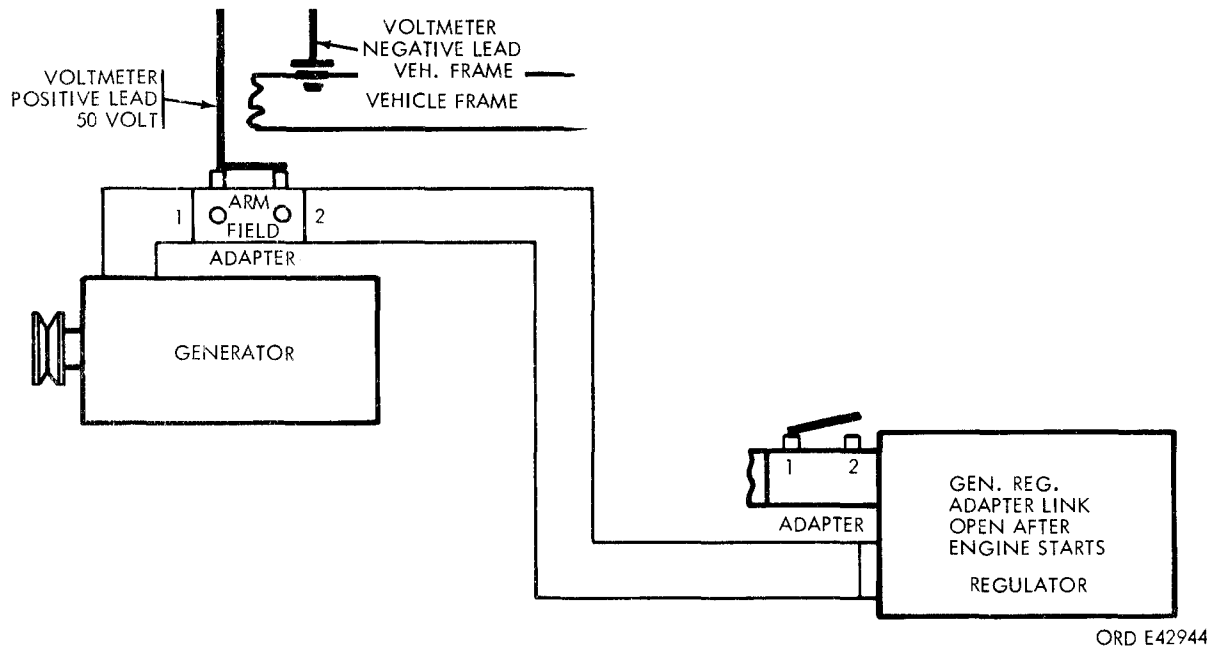 VOLTMETER
NEGATIVE LEAD
VEH. FRAME
VEHICLE FRAME
VOLTMETER
POSITIVE LEAD
50 VOLT
1
ARM
FIELD
2
ADAPTER
GENERATOR
1
2
ADAPTER
GEN. REG.
ADAPTER LINK
OPEN AFTER
ENGINE STARTS
REGULATOR
ORD E42944